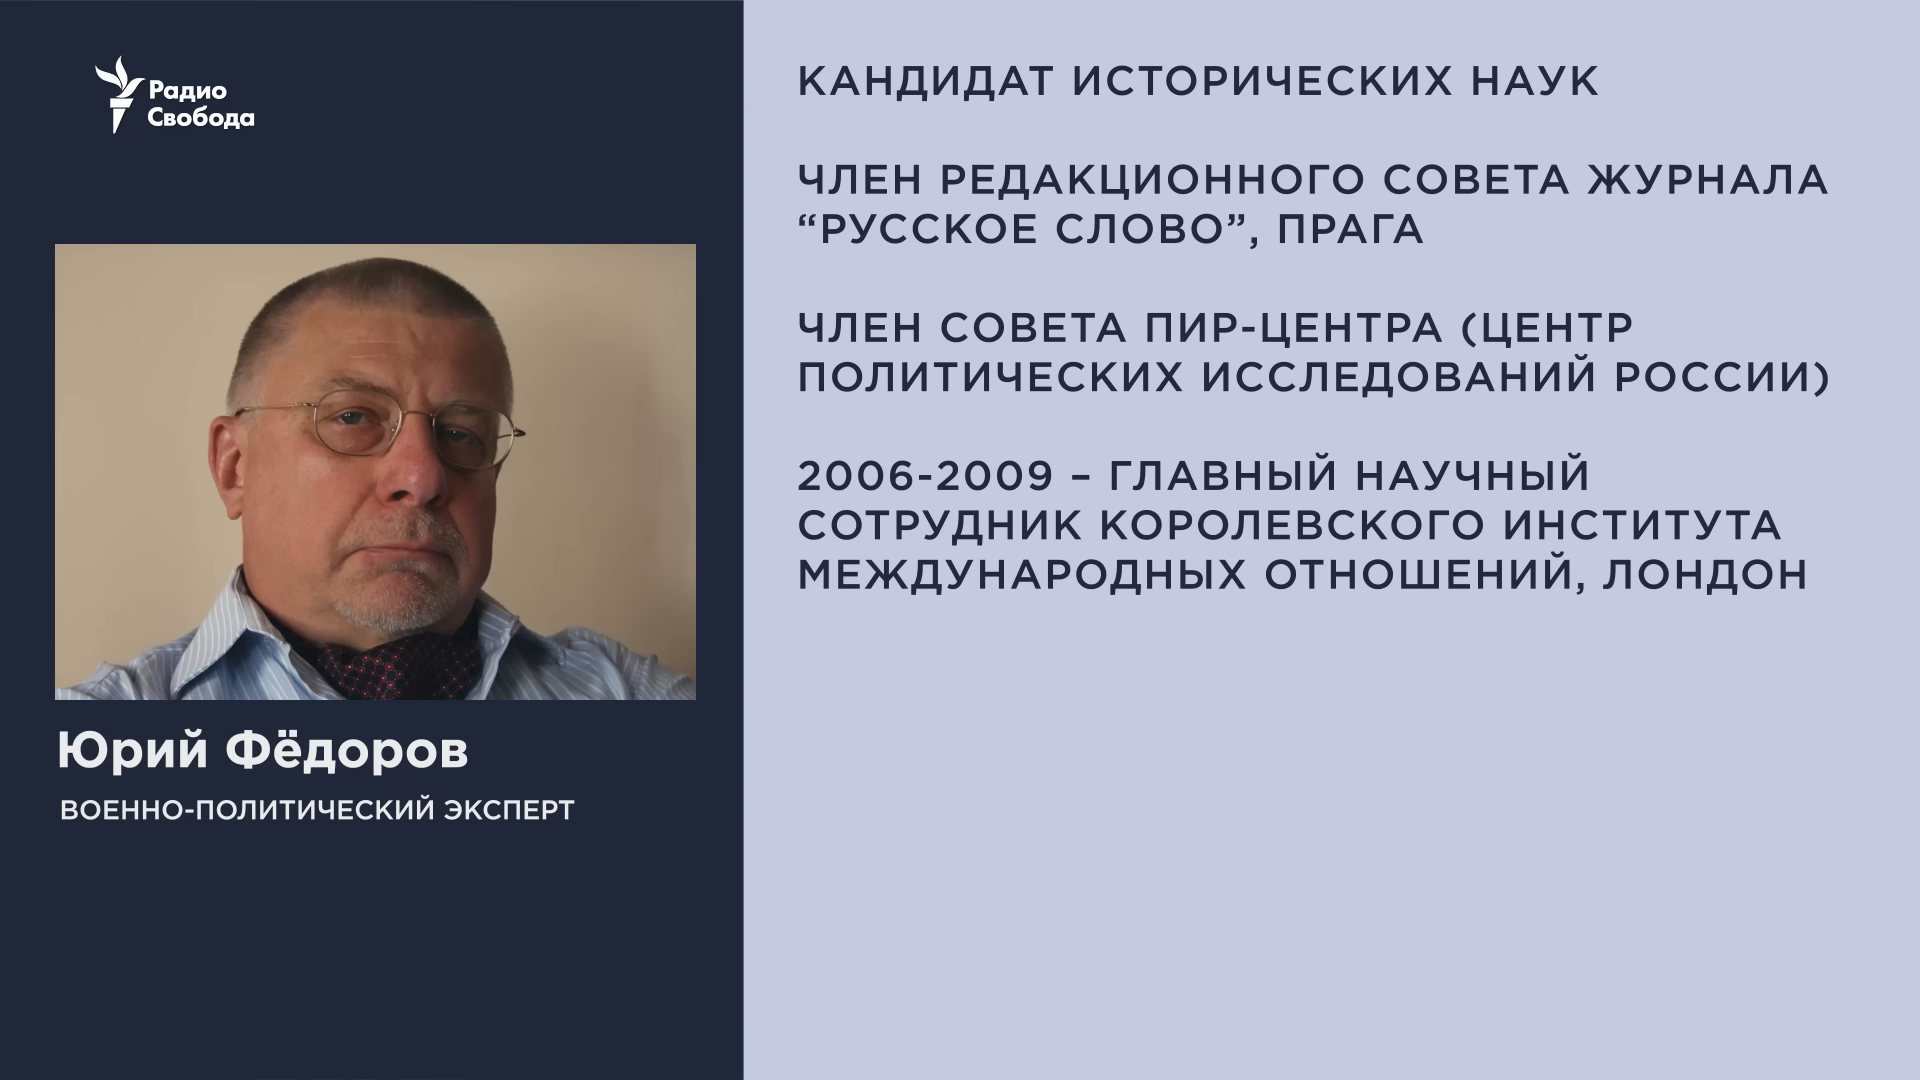 Радио
Свобода
Юрий Фёдоров
ВОЕННО-ПОЛИТИЧЕСКИЙ ЭКСПЕРТ
КАНДИДАТ ИСТОРИЧЕСКИХ НАУК
ЧЛЕН РЕДАКЦИОННОГО СОВЕТА ЖУРНАЛА
“РУССКОЕ СЛОВО”, ПРАГА
ЧЛЕН СОВЕТА ПИР-ЦЕНТРА (ЦЕНТР
ПОЛИТИЧЕСКИХ ИССЛЕДОВАНИЙ РОССИИ)
2006-2009 – ГЛАВНЫЙ НАУЧНЫЙ
СОТРУДНИК КОРОЛЕВСКОГО ИНСТИТУТА
МЕЖДУНАРОДНЫХ ОТНОШЕНИЙ, ЛОНДОН